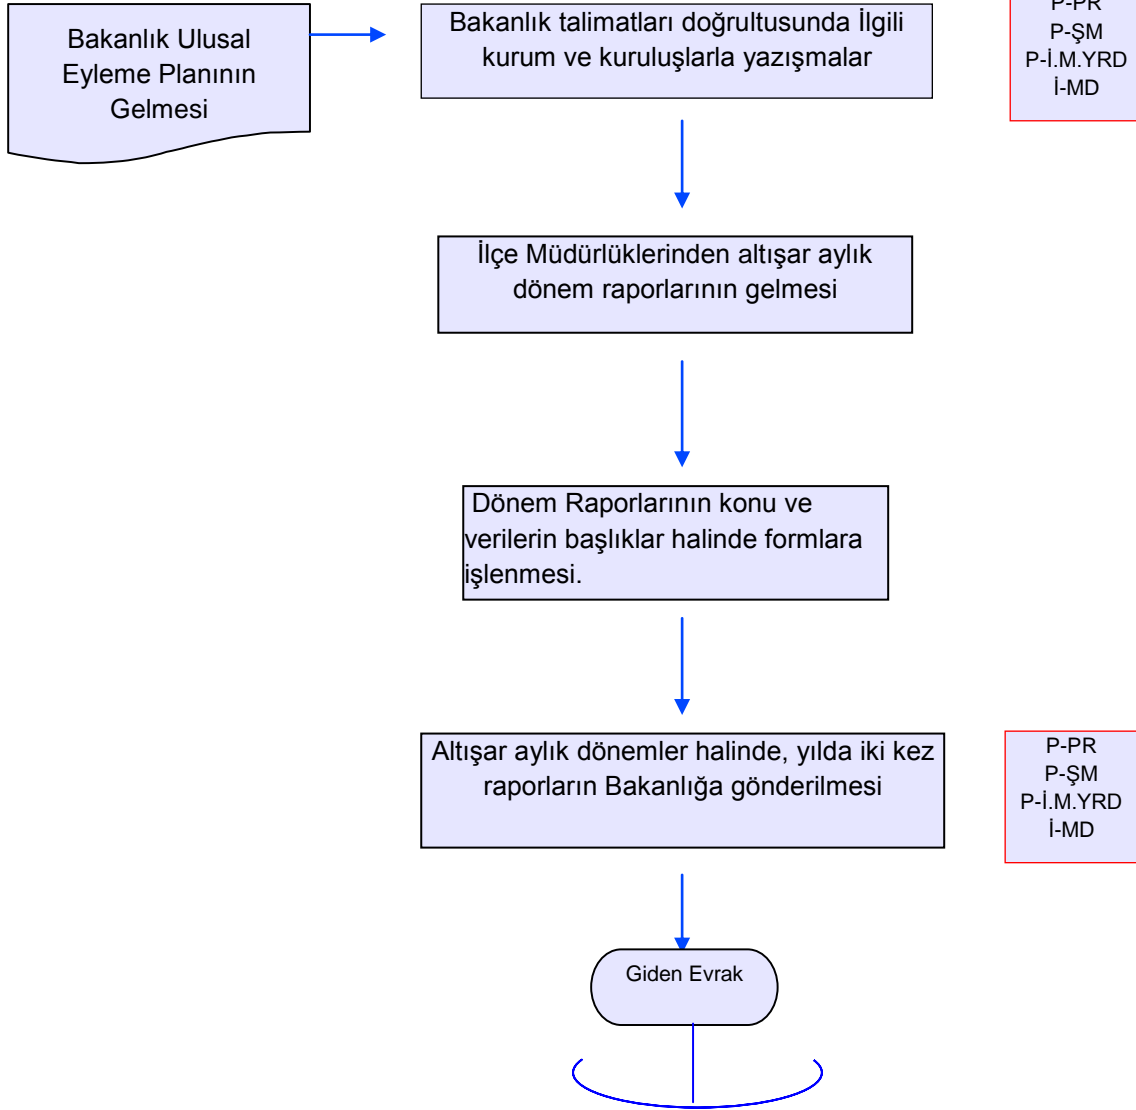 Bakanlık Ulusal
Eyleme Planının
Gelmesi
Bakanlık talimatları doğrultusunda İlgili
kurum ve kuruluşlarla yazışmalar
P-PR
P-ŞM
P-İ.M.YRD
İ-MD
İlçe Müdürlüklerinden altışar aylık
dönem raporlarının gelmesi
Dönem Raporlarının konu ve
verilerin başlıklar halinde formlara
işlenmesi.
Altışar aylık dönemler halinde, yılda iki kez
raporların Bakanlığa gönderilmesi
P-PR
P-ŞM
P-İ.M.YRD
İ-MD
Giden Evrak